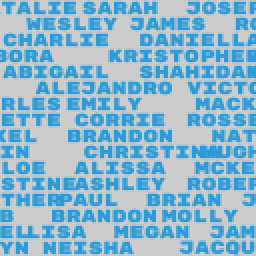 TALIE SARAH JOSEP
WESLEY JAMES RO
CHARLIE DANIELLA
BORA KRISTOPHER
ABIGAIL SHAHIDAH
ALEJANDRO VICTO
RLES EMILY MACK
ETTE CORRIE ROSSE
KEL BRANDON NAT
IN CHRISTIN
LOE ALISSA MCKE
STINE ASHLEY ROBER
THER PAUL BRIAN J
B BRANDON MOLLY
ELLISA MEGAN JAM
YN NEISHA JACQU